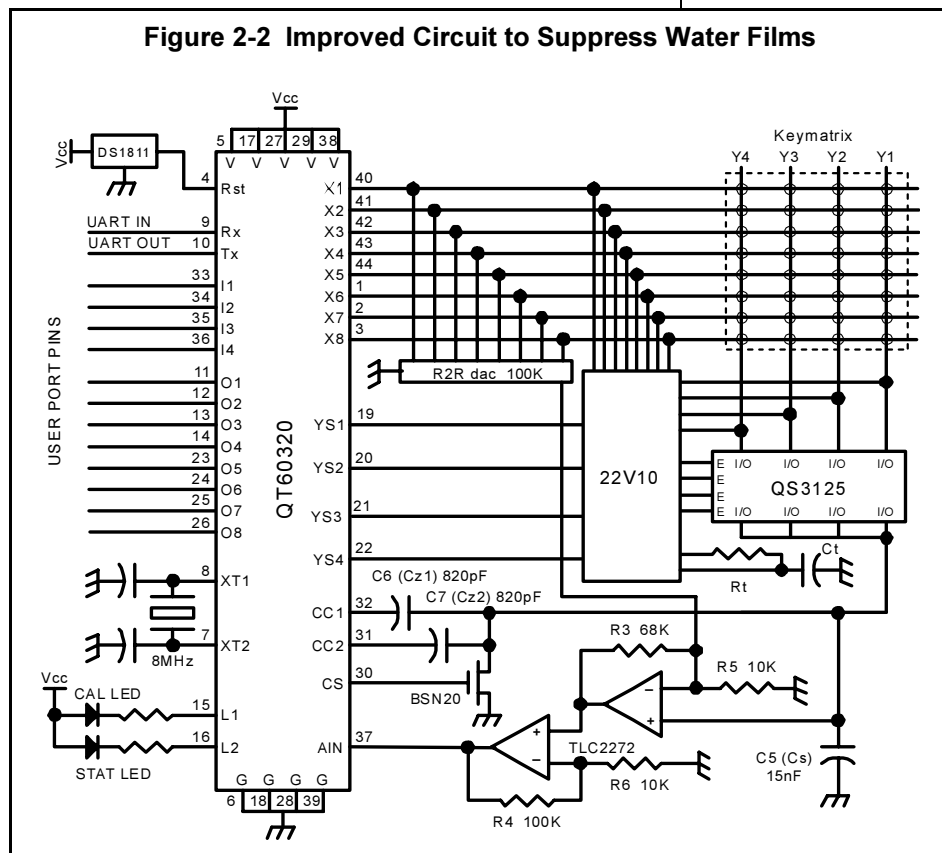 Figure 2-2 Improved Circuit to Suppress Water Films
Vcc
5 17 27 29 38
V V V V V
Vcc
DS1811
4
Rst
UART IN
9
Rx
UART OUT
10
Tx
33
I1
34
I2
35
I3
36
I4
USER PORT PINS
11
O1
12
O2
13
O3
14
O4
23
O5
24
O6
25
O7
26
O8
8
XT1
7
XT2
8MHz
Vcc
CAL LED
15
L1
16
L2
STAT LED
G G G G
6 18 28 39
QT60320
X1
40
X2
41
X3
42
X4
43
X5
44
X6
1
X7
2
X8
3
YS1
19
YS2
20
YS3
21
YS4
22
CC1
32
CC2
31
CS
30
AIN
37
Keymatrix
Y4 Y3 Y2 Y1
R2R dac 100K
22V10
E I/O I/O I/O I/O
E
E
E I/O I/O I/O I/O
QS3125
Rt
Ct
C6 (Cz1) 820pF
C7 (Cz2) 820pF
BSN20
R3 68K
R5 10K
−
+
+
−
TLC2272
R6 10K
R4 100K
C5 (Cs)
15nF